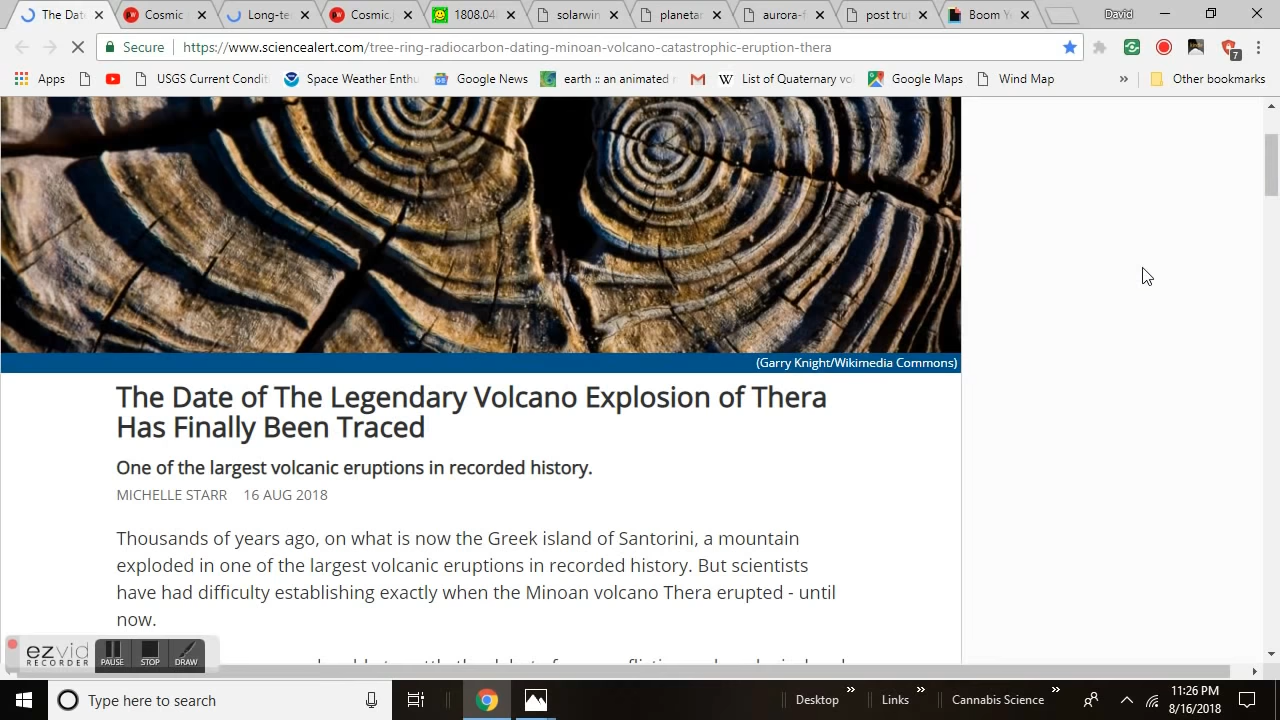 The Date
Cosmic
Long-te
Cosmic.
1808.04
solarwin
planetar
aurora-f
post tru
Boom Y
David
Secure
https://www.sciencealert.com/tree-ring-radiocarbon-dating-minoan-volcano-catastrophic-eruption-thera
7
Apps
USGS Current Condit
Space Weather Enthu
Google News
earth :: an animated
List of Quaternary vo
Google Maps
Wind Map
»
Other bookmarks
(Garry Knight/Wikimedia Commons)
The Date of The Legendary Volcano Explosion of Thera
Has Finally Been Traced
One of the largest volcanic eruptions in recorded history.
MICHELLE STARR 16 AUG 2018
Thousands of years ago, on what is now the Greek island of Santorini, a mountain
exploded in one of the largest volcanic eruptions in recorded history. But scientists
have had difficulty establishing exactly when the Minoan volcano Thera erupted - until
now.
ezvid
RECORDER
PAUSE
STOP
DRAW
Type here to search
Desktop »
Links »
Cannabis Science »
11:26 PM
8/16/2018